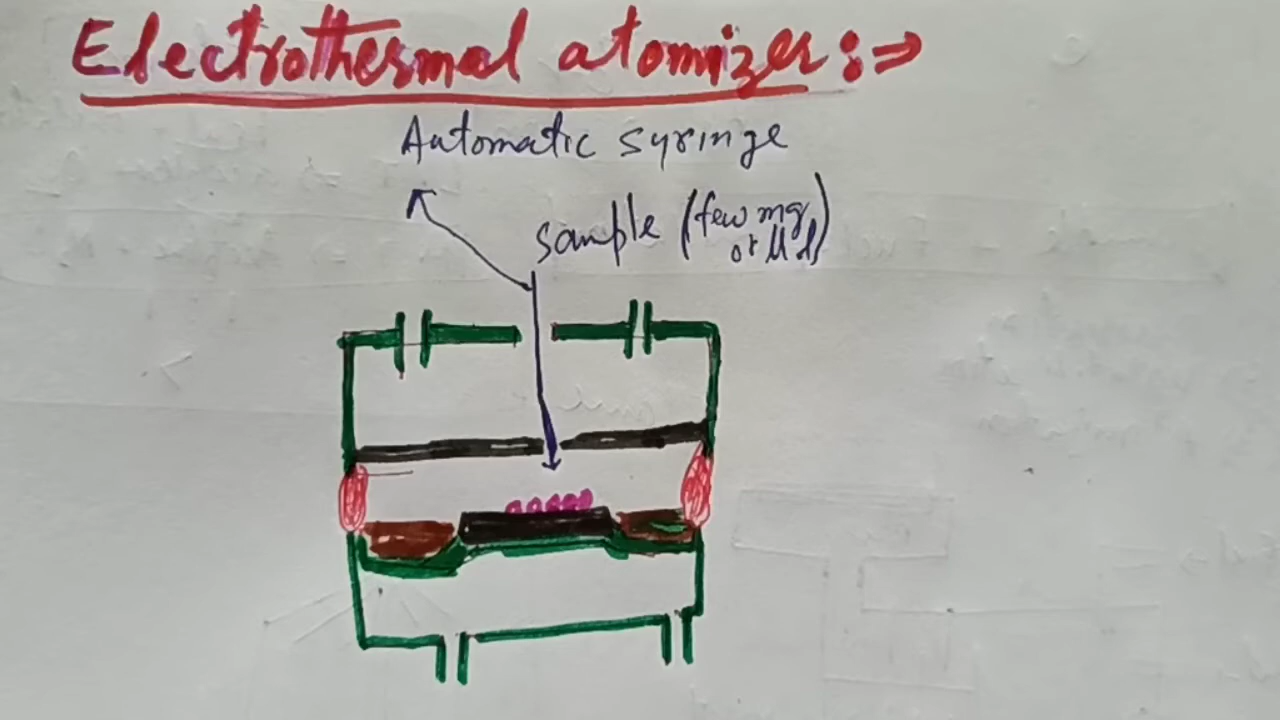 Electrothermal atomizer :⇒
Automatic syringe
sample (few mg
or μl)